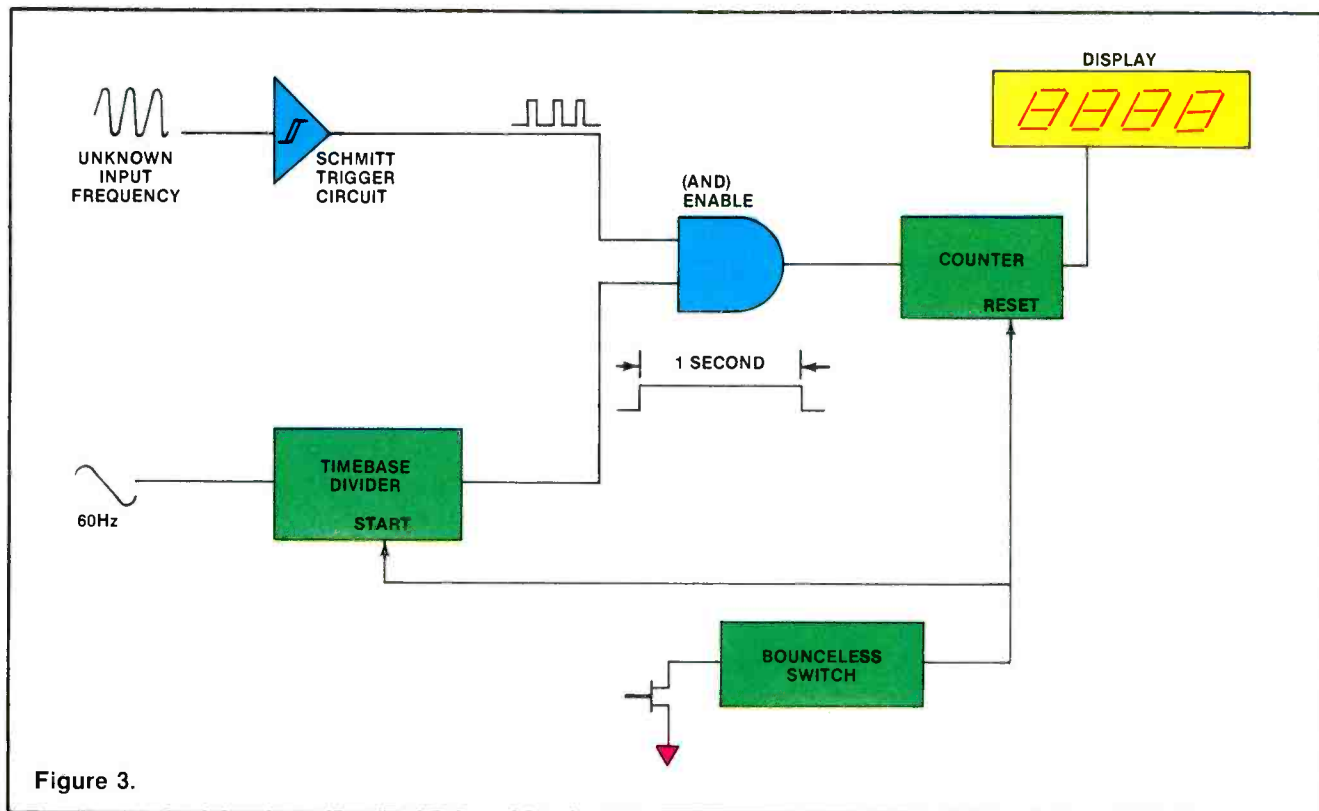 DISPLAY
8888
UNKNOWN
INPUT
FREQUENCY
SCHMITT
TRIGGER
CIRCUIT
(AND)
ENABLE
COUNTER
RESET
1 SECOND
TIMEBASE
DIVIDER
START
60Hz
BOUNCELESS
SWITCH
Figure 3.